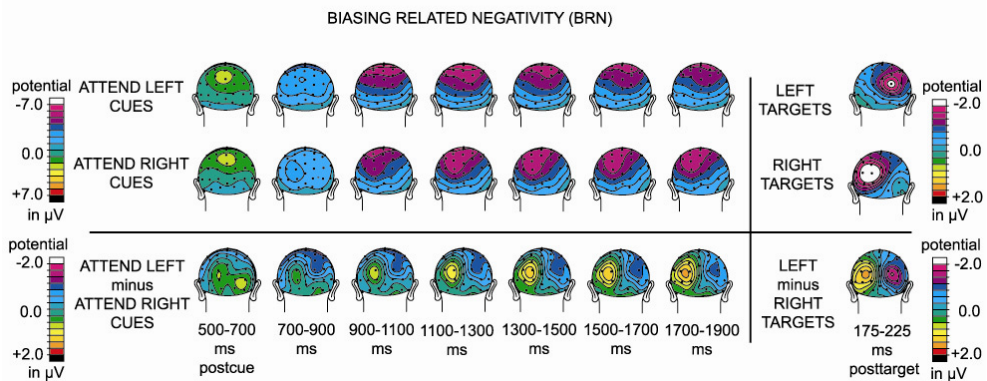 BIASING RELATED NEGATIVITY (BRN)
potential
-7.0
0.0
+7.0
in µV
ATTEND LEFT
CUES
ATTEND RIGHT
CUES
LEFT
TARGETS
RIGHT
TARGETS
potential
-2.0
0.0
+2.0
in µV
potential
-2.0
0.0
+2.0
in µV
ATTEND LEFT
minus
ATTEND RIGHT
CUES
500-700
ms
postcue
700-900
ms
900-1100
ms
1100-1300
ms
1300-1500
ms
1500-1700
ms
1700-1900
ms
LEFT
minus
RIGHT
TARGETS
175-225
ms
posttarget
potential
-2.0
0.0
+2.0
in µV